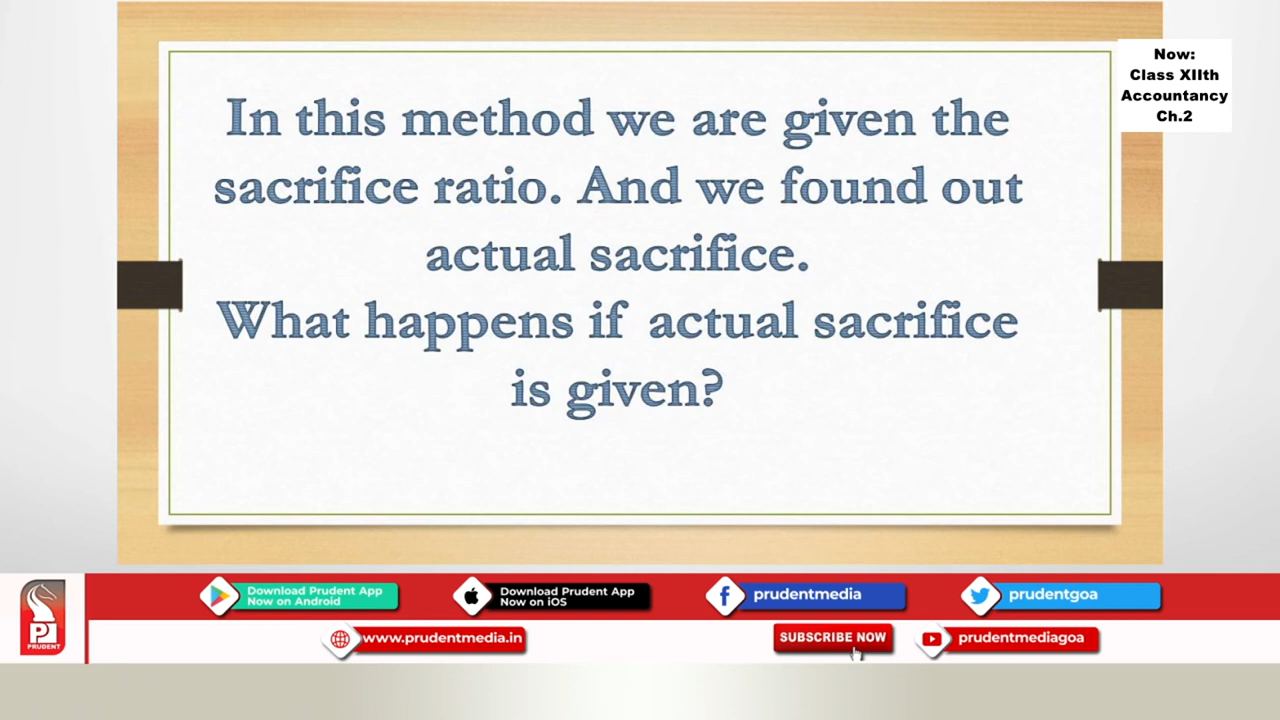 In this method we are given the
sacrifice ratio. And we found out
actual sacrifice.
What happens if actual sacrifice
is given?
Now:
Class XIIth
Accountancy
Ch.2
Download Prudent App
Now on Android
Download Prudent App
Now on iOS
prudentmedia
prudentgoa
PRUDENT
www.prudentmedia.in
SUBSCRIBE NOW
prudentmediagoa